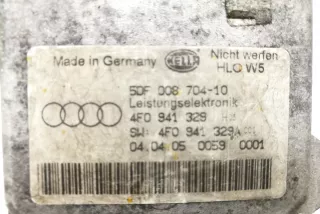 Made in Germany HELLA Nicht werfen
HLO W5
5DF 008 704-10
Leistungselektronik
4F0 941 329
SW: 4F0 941 329A
04.04.05 0059 0001